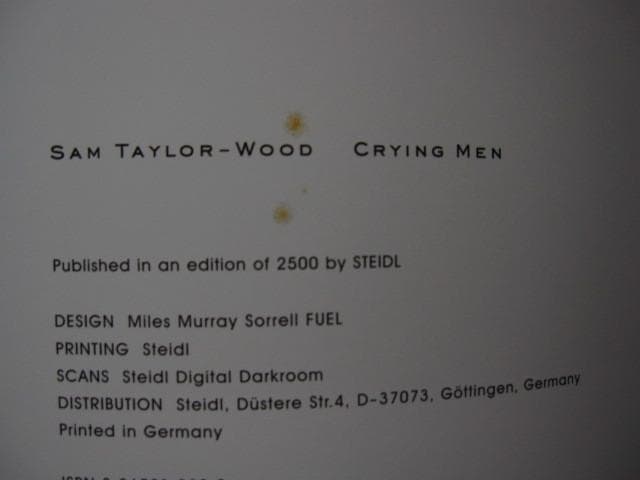 SAM TAYLOR-WOOD CRYING MEN
Published in an edition of 2500 by STEIDL
DESIGN Miles Murray Sorrell FUEL
PRINTING Steidl
SCANS Steidl Digital Darkroom
DISTRIBUTION Steidl, Düstere Str.4, D-37073, Göttingen, Germany
Printed in Germany